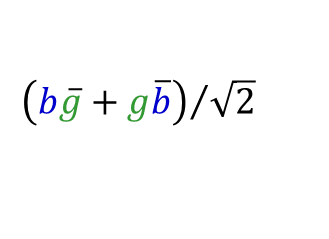 (bḡ + gb̄)/√2